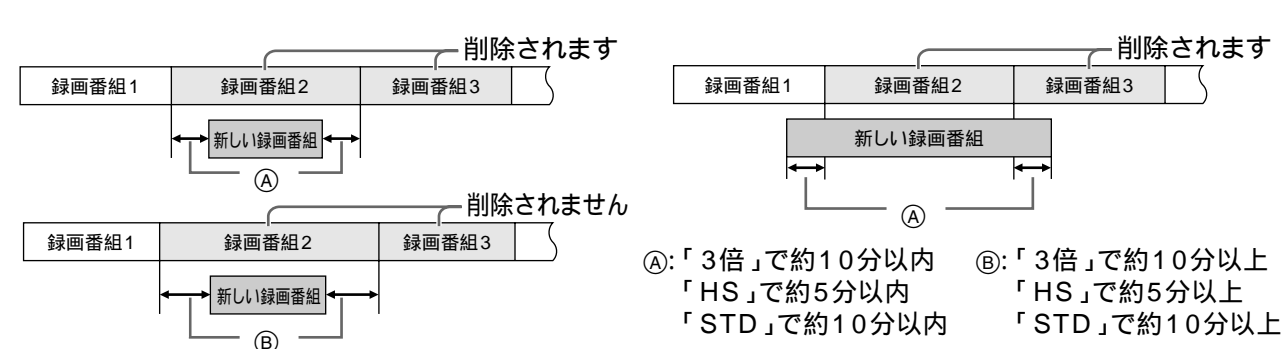 削除されます
録画番組1 録画番組2 録画番組3
新しい録画番組
Ⓐ
削除されません
録画番組1 録画番組2 録画番組3
新しい録画番組
Ⓑ
削除されます
録画番組1 録画番組2 録画番組3
新しい録画番組
Ⓐ
Ⓐ:「3倍」で約10分以内
「HS」で約5分以内
「STD」で約10分以内
Ⓑ:「3倍」で約10分以上
「HS」で約5分以上
「STD」で約10分以上